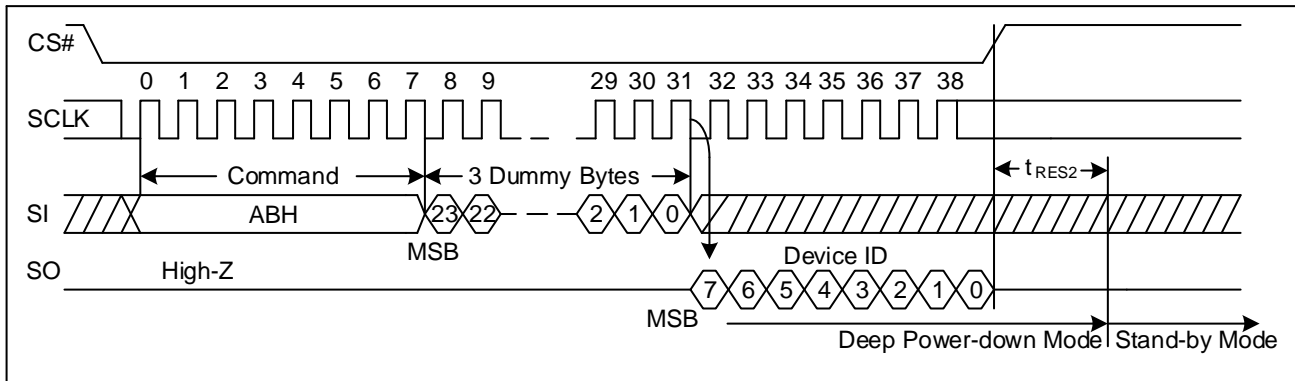 CS#
0 1 2 3 4 5 6 7 8 9 29 30 31 32 33 34 35 36 37 38
SCLK
Command 3 Dummy Bytes tRES2
SI ABH 23 22 2 1 0
MSB
SO High-Z Device ID
7 6 5 4 3 2 1 0
MSB
Deep Power-down Mode Stand-by Mode